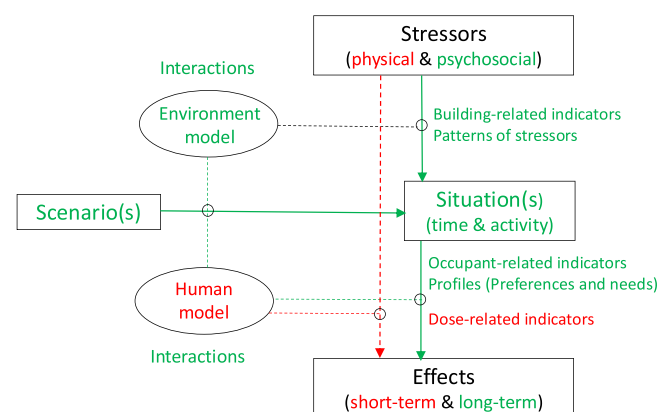 Stressors
(physical & psychosocial)
Interactions
Environment
model
Building-related indicators
Patterns of stressors
Scenario(s)
Situation(s)
(time & activity)
Occupant-related indicators
Profiles (Preferences and needs)
Human
model
Dose-related indicators
Interactions
Effects
(short-term & long-term)